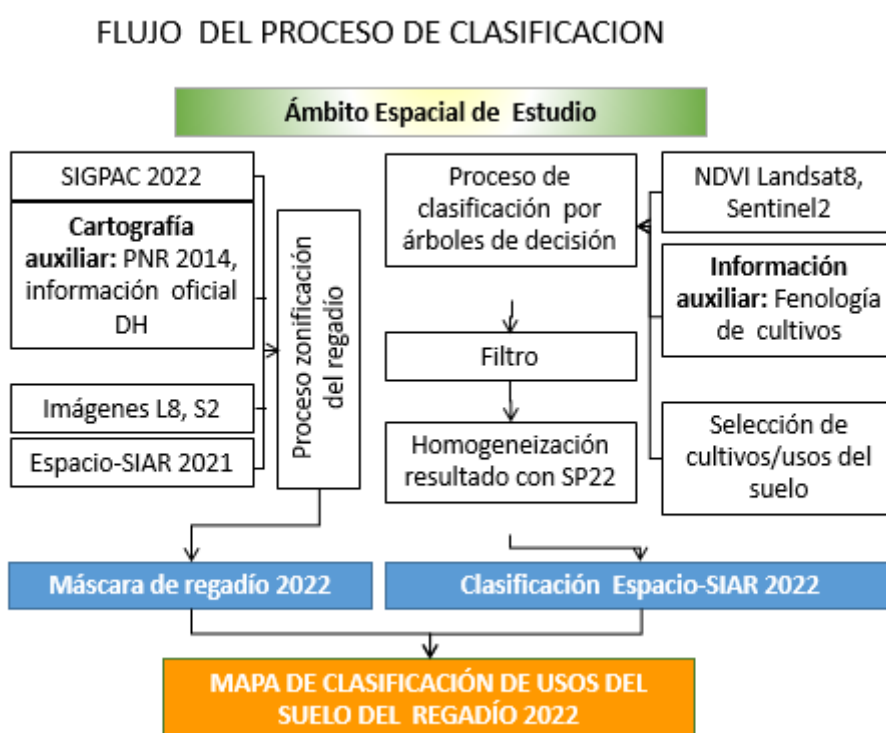 FLUJO DEL PROCESO DE CLASIFICACION
Ámbito Espacial de Estudio
SIGPAC 2022
Cartografía
auxiliar: PNR 2014,
información oficial
DH
Imágenes L8, S2
Espacio-SIAR 2021
Proceso zonificación
del regadío
Proceso de
clasificación por
árboles de decisión
Filtro
Homogeneización
resultado con SP22
NDVI Landsat8,
Sentinel2
Información
auxiliar: Fenología
de cultivos
Selección de
cultivos/usos del
suelo
Máscara de regadío 2022
Clasificación Espacio-SIAR 2022
MAPA DE CLASIFICACIÓN DE USOS DEL
SUELO DEL REGADÍO 2022